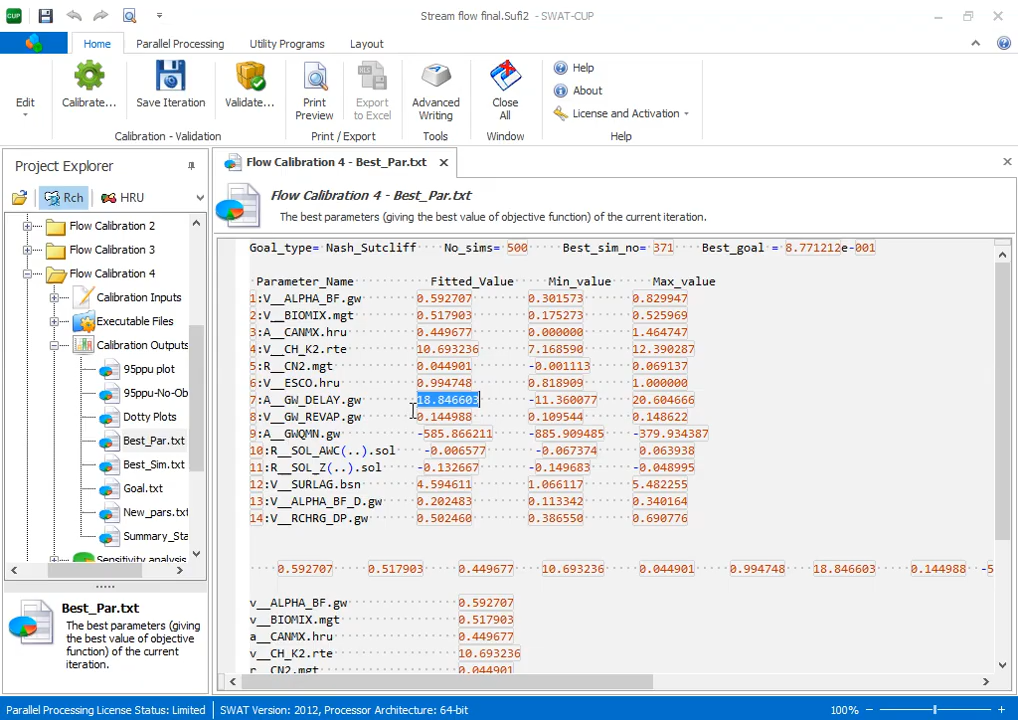 CUP
Stream flow final.Sufi2 - SWAT-CUP
Home Parallel Processing Utility Programs Layout
Edit
Calibrate...
Save Iteration
Validate...
Print Preview
Export to Excel
Advanced Writing
Close All
Help
About
License and Activation
Calibration - Validation Print / Export Tools Window Help
Project Explorer
Rch HRU
Flow Calibration 2
Flow Calibration 3
Flow Calibration 4
Calibration Inputs
Executable Files
Calibration Outputs
95ppu plot
95ppu-No-Ob
Dotty Plots
Best_Par.txt
Best_Sim.txt
Goal.txt
New_pars.txt
Summary_Sta
Sensitivity analysis
Best_Par.txt
The best parameters (giving
the best value of objective
function) of the current
iteration.
Flow Calibration 4 - Best_Par.txt
Flow Calibration 4 - Best_Par.txt
The best parameters (giving the best value of objective function) of the current iteration.
Goal_type= Nash_Sutcliff No_sims= 500 Best_sim_no= 371 Best_goal = 8.771212e-001
Parameter_Name Fitted_Value Min_value Max_value
1:V__ALPHA_BF.gw 0.592707 0.301573 0.829947
2:V__BIOMIX.mgt 0.517903 0.175273 0.525969
3:A__CANMX.hru 0.449677 0.000000 1.464747
4:V__CH_K2.rte 10.693236 7.168590 12.390287
5:R__CN2.mgt 0.044901 -0.001113 0.069137
6:V__ESCO.hru 0.994748 0.818909 1.000000
7:A__GW_DELAY.gw 18.846603 -11.360077 20.604666
8:V__GW_REVAP.gw 0.144988 0.109544 0.148622
9:A__GWQMN.gw -585.866211 -885.909485 -379.934387
10:R__SOL_AWC(..).sol -0.006577 -0.067374 0.063938
11:R__SOL_Z(..).sol -0.132667 -0.149683 -0.048995
12:V__SURLAG.bsn 4.594611 1.066117 5.482255
13:V__ALPHA_BF_D.gw 0.202483 0.113342 0.340164
14:V__RCHRG_DP.gw 0.502460 0.386550 0.690776
0.592707 0.517903 0.449677 10.693236 0.044901 0.994748 18.846603 0.144988 -5
v__ALPHA_BF.gw 0.592707
v__BIOMIX.mgt 0.517903
a__CANMX.hru 0.449677
v__CH_K2.rte 10.693236
r__CN2.mgt 0.044901
Parallel Processing License Status: Limited SWAT Version: 2012, Processor Architecture: 64-bit 100%